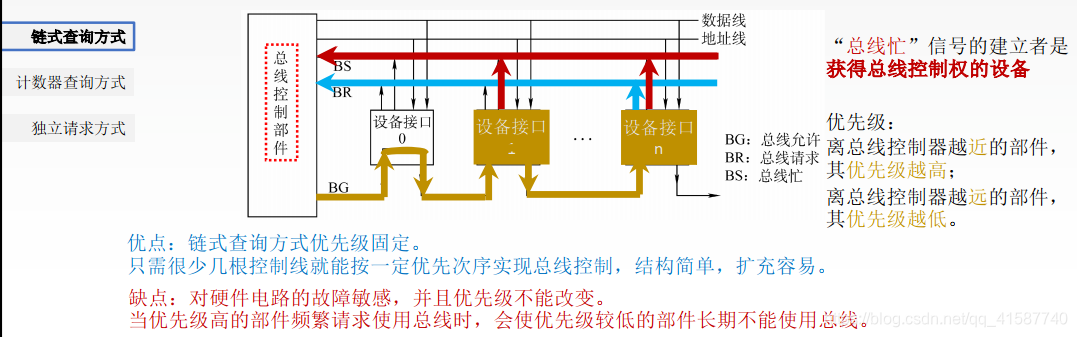 链式查询方式
计数器查询方式
独立请求方式
总线控制部件
数据线
地址线
BS
BR
设备接口
0
设备接口
1
…
设备接口
n
BG
BG：总线允许
BR：总线请求
BS：总线忙
“总线忙”信号的建立者是
获得总线控制权的设备
优先级：
离总线控制器越近的部件，
其优先级越高；
离总线控制器越远的部件，
其优先级越低。
优点：链式查询方式优先级固定。
只需很少几根控制线就能按一定优先次序实现总线控制，结构简单，扩充容易。
缺点：对硬件电路的故障敏感，并且优先级不能改变。
当优先级高的部件频繁请求使用总线时，会使优先级较低的部件长期不能使用总线。
blog.csdn.net/qq_41587740